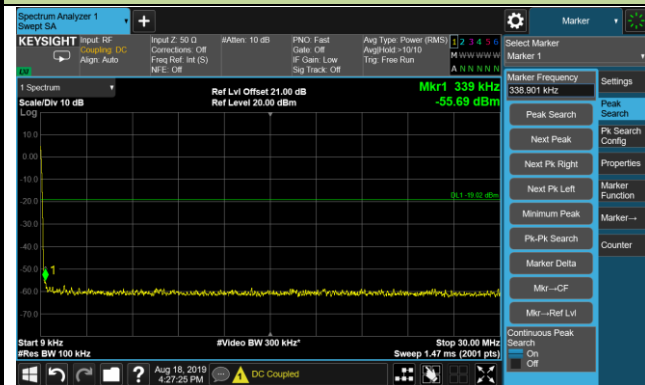 Spectrum Analyzer 1
Swept SA
+
Marker
KEYSIGHT
Input: RF
Coupling: DC
Align: Auto
Input Z: 50 Ω
Corrections: Off
Freq Ref: Int (S)
NFE: Off
#Atten: 10 dB
PNO: Fast
Gate: Off
IF Gain: Low
Sig Track: Off
Avg Type: Power (RMS)
Avg|Hold:>10/10
Trig: Free Run
1 2 3 4 5 6
M W W W W W
A N N N N N
Select Marker
Marker 1
1 Spectrum
Scale/Div 10 dB
Log
Ref Lvl Offset 21.00 dB
Ref Level 20.00 dBm
Mkr1 339 kHz
-55.69 dBm
Marker Frequency
338.901 kHz
Settings
Peak Search
Peak
Search
Next Peak
Pk Search
Config
Next Pk Right
Properties
Next Pk Left
Marker
Function
Minimum Peak
Marker→
Pk-Pk Search
Counter
Marker Delta
Mkr→CF
Mkr→Ref Lvl
Continuous Peak
Search
On
Off
10.0
0.00
-10.0
-20.0
-30.0
-40.0
-50.0
-60.0
-70.0
DL1 -19.02 dBm
1
Start 9 kHz
#Res BW 100 kHz
#Video BW 300 kHz*
Stop 30.00 MHz
Sweep 1.47 ms (2001 pts)
?
Aug 18, 2019
4:27:25 PM
DC Coupled